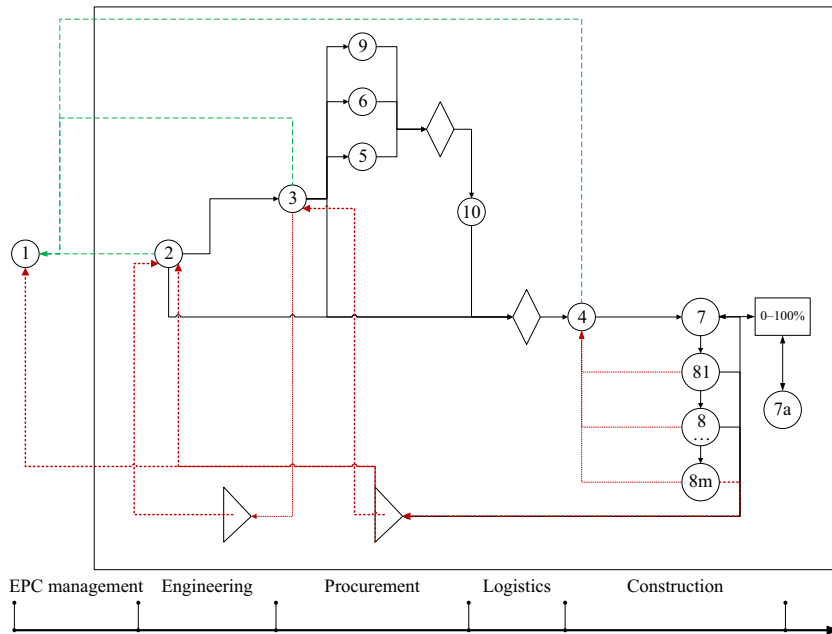 9
6
5
3
10
1
2
4
7
0–100%
81
7a
8
...
8m
EPC management
Engineering
Procurement
Logistics
Construction